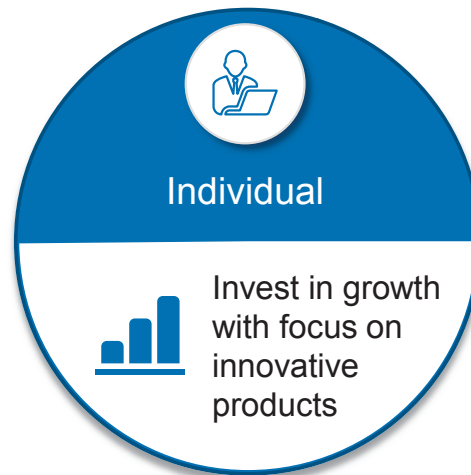 Individual
Invest in growth
with focus on
innovative
products